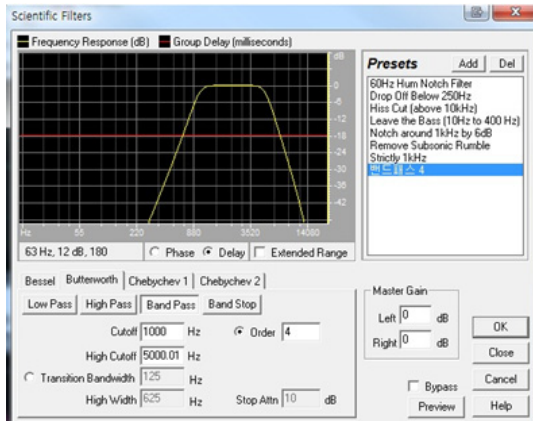 Scientific Filters
Frequency Response (dB) Group Delay (milliseconds)
dB
-0
-6
-12
-18
-24
-30
-36
-42
Hz 55 220 880 3520 14080
63 Hz, 12 dB, 180 Phase Delay Extended Range
Presets Add Del
60Hz Hum Notch Filter
Drop Off Below 250Hz
Hiss Cut (above 10kHz)
Leave the Bass (10Hz to 400 Hz)
Notch around 1kHz by 6dB
Remove Subsonic Rumble
Strictly 1kHz
밴드패스 4
Bessel Butterworth Chebychev 1 Chebychev 2
Low Pass High Pass Band Pass Band Stop
Cutoff 1000 Hz Order 4
High Cutoff 5000.01 Hz
Transition Bandwidth 125 Hz
High Width 625 Hz Stop Attn 10 dB
Master Gain
Left 0 dB
Right 0 dB
Bypass
Preview
OK
Close
Cancel
Help